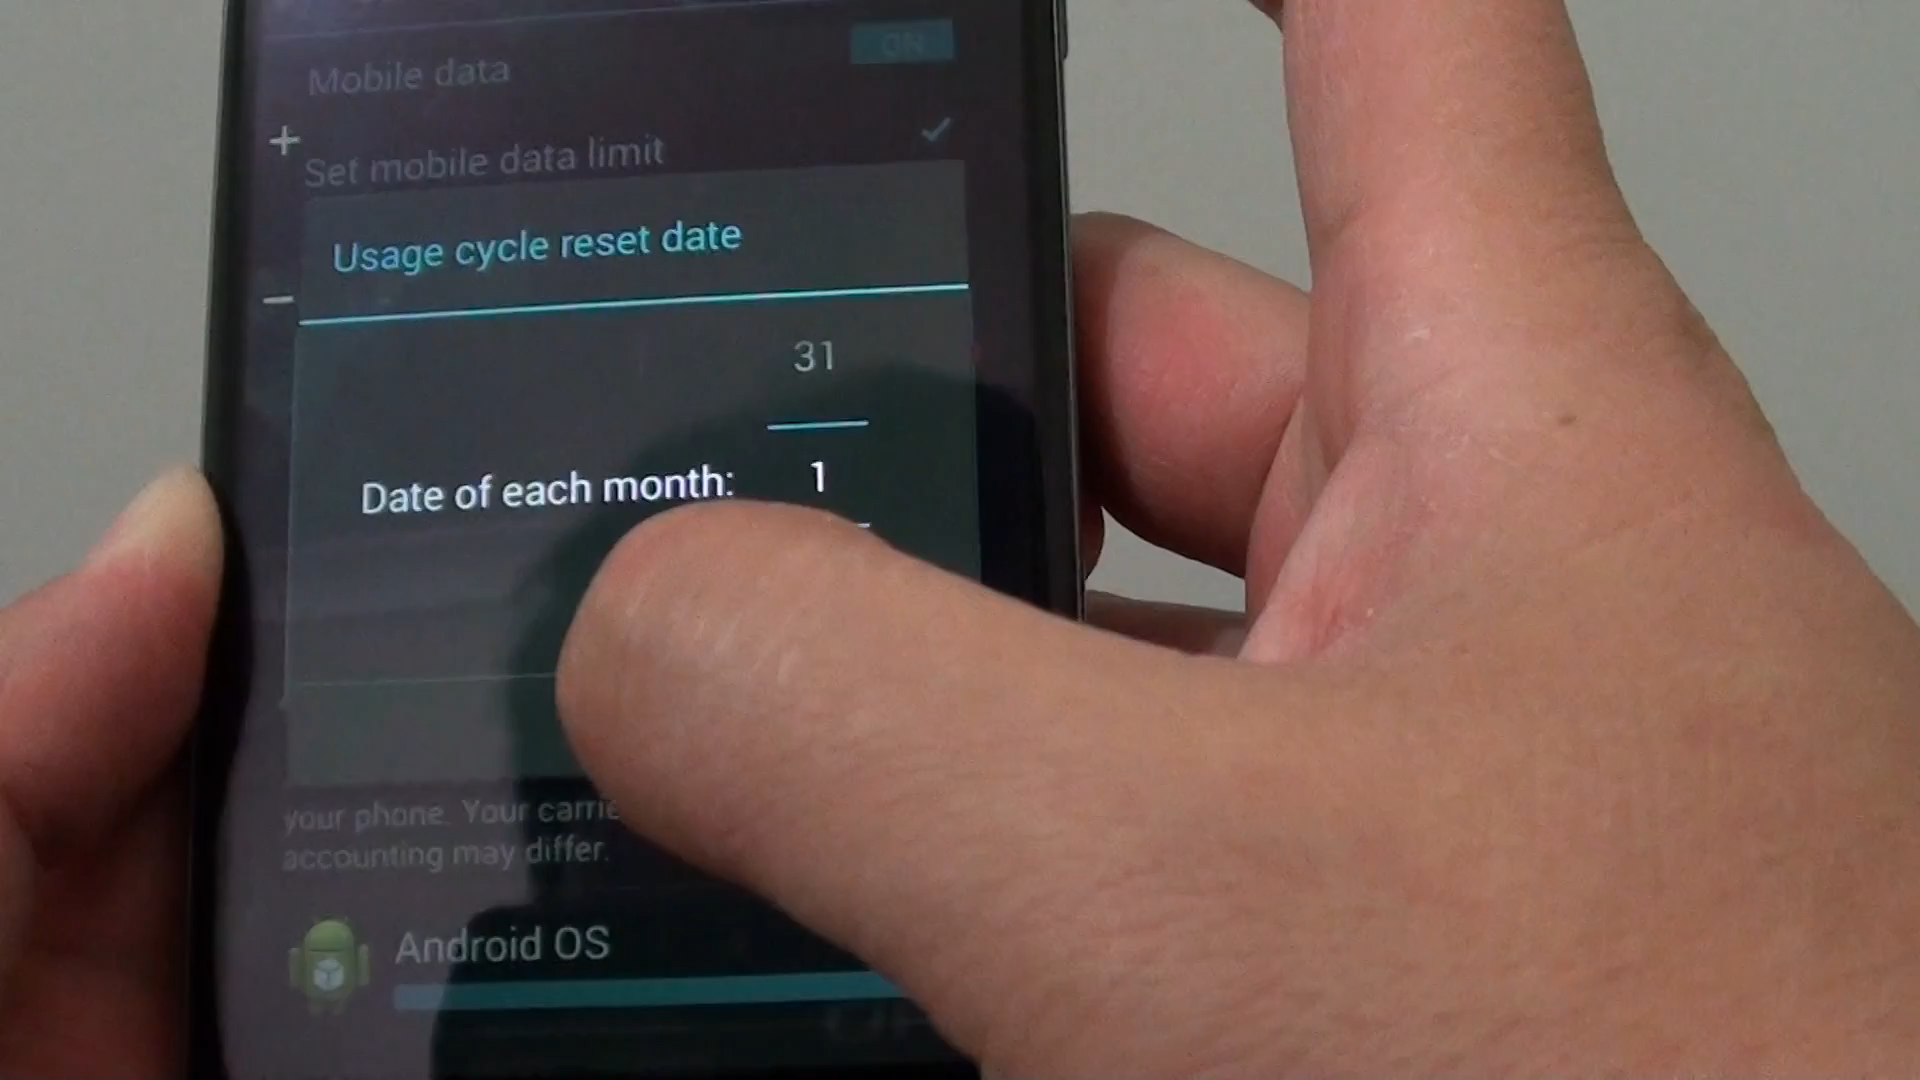 Mobile data
ON
+
Set mobile data limit
Usage cycle reset date
31
Date of each month:
1
your phone. Your
accounting may differ.
Android OS